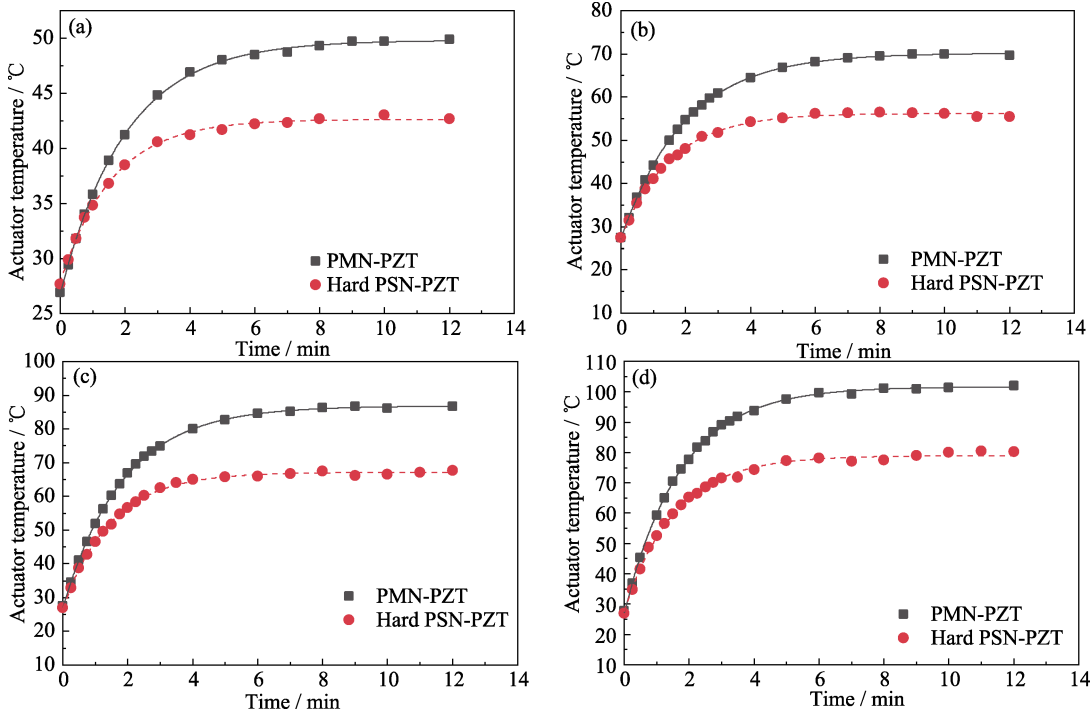 (a)
Actuator temperature / ℃
50
45
40
35
30
25
PMN-PZT
Hard PSN-PZT
0 2 4 6 8 10 12 14
Time / min
(b)
Actuator temperature / ℃
80
70
60
50
40
30
20
10
PMN-PZT
Hard PSN-PZT
0 2 4 6 8 10 12 14
Time / min
(c)
Actuator temperature / ℃
100
90
80
70
60
50
40
30
20
10
PMN-PZT
Hard PSN-PZT
0 2 4 6 8 10 12 14
Time / min
(d)
Actuator temperature / ℃
110
100
90
80
70
60
50
40
30
20
10
PMN-PZT
Hard PSN-PZT
0 2 4 6 8 10 12 14
Time / min